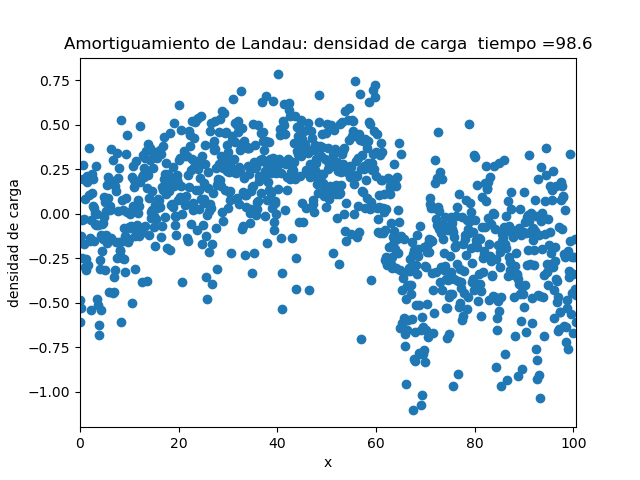 Amortiguamiento de Landau: densidad de carga  tiempo =98.6
densidad de carga
0.75
0.50
0.25
0.00
−0.25
−0.50
−0.75
−1.00
0 20 40 60 80 100
x